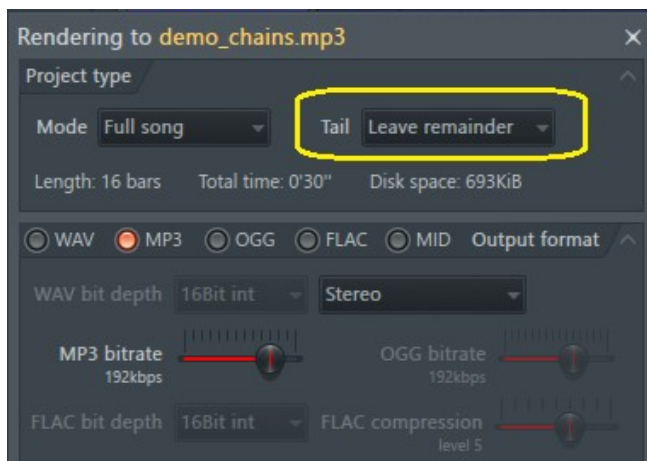 Rendering to demo_chains.mp3
Project type
Mode Full song Tail Leave remainder
Length: 16 bars Total time: 0'30" Disk space: 693KiB
WAV MP3 OGG FLAC MID Output format
WAV bit depth 16Bit int Stereo
MP3 bitrate OGG bitrate
192kbps 192kbps
FLAC bit depth 16Bit int FLAC compression
level 5